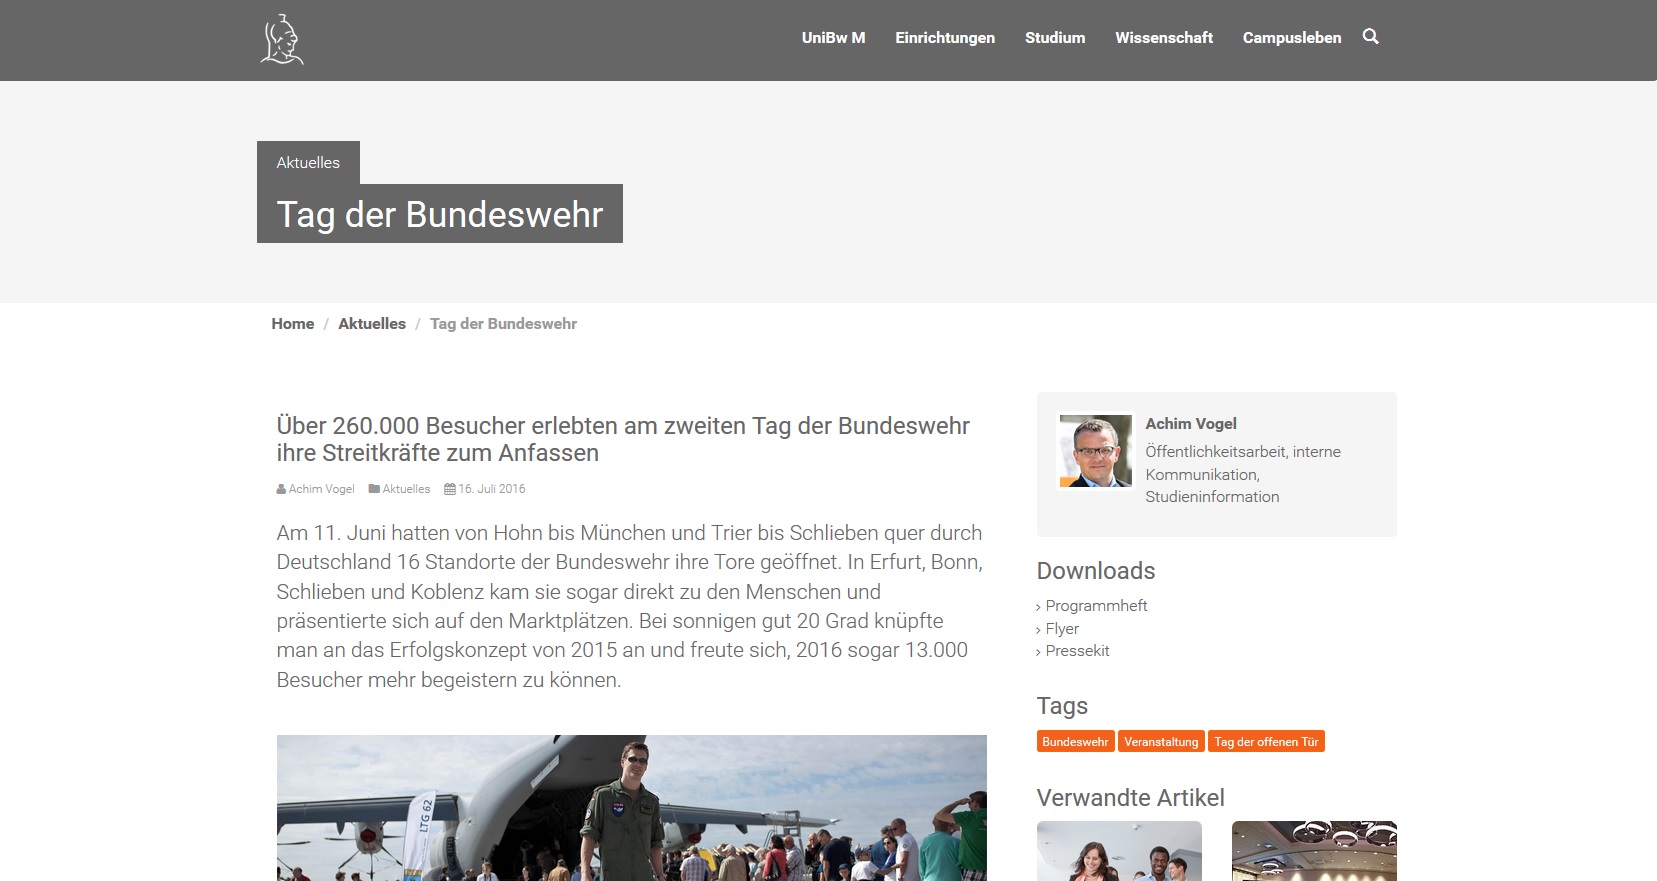 UniBw M Einrichtungen Studium Wissenschaft Campusleben
Aktuelles
Tag der Bundeswehr
Home / Aktuelles / Tag der Bundeswehr
Über 260.000 Besucher erlebten am zweiten Tag der Bundeswehr
ihre Streitkräfte zum Anfassen
Achim Vogel Aktuelles 16. Juli 2016
Am 11. Juni hatten von Hohn bis München und Trier bis Schlieben quer durch
Deutschland 16 Standorte der Bundeswehr ihre Tore geöffnet. In Erfurt, Bonn,
Schlieben und Koblenz kam sie sogar direkt zu den Menschen und
präsentierte sich auf den Marktplätzen. Bei sonnigen gut 20 Grad knüpfte
man an das Erfolgskonzept von 2015 an und freute sich, 2016 sogar 13.000
Besucher mehr begeistern zu können.
LTG 62
Achim Vogel
Öffentlichkeitsarbeit, interne
Kommunikation,
Studieninformation
Downloads
› Programmheft
› Flyer
› Pressekit
Tags
Bundeswehr Veranstaltung Tag der offenen Tür
Verwandte Artikel